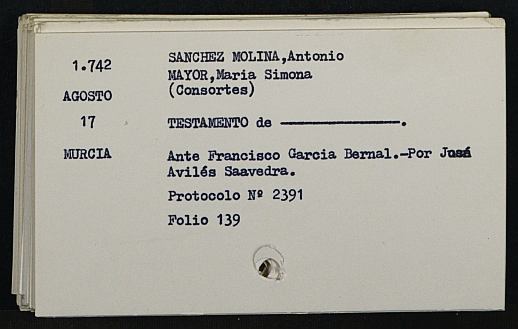 1.742
SANCHEZ MOLINA,Antonio
MAYOR,Maria Simona
(Consortes)
AGOSTO
17
TESTAMENTO de ————————.
MURCIA
Ante Francisco Garcia Bernal.-Por José
Avilés Saavedra.
Protocolo Nº 2391
Folio 139